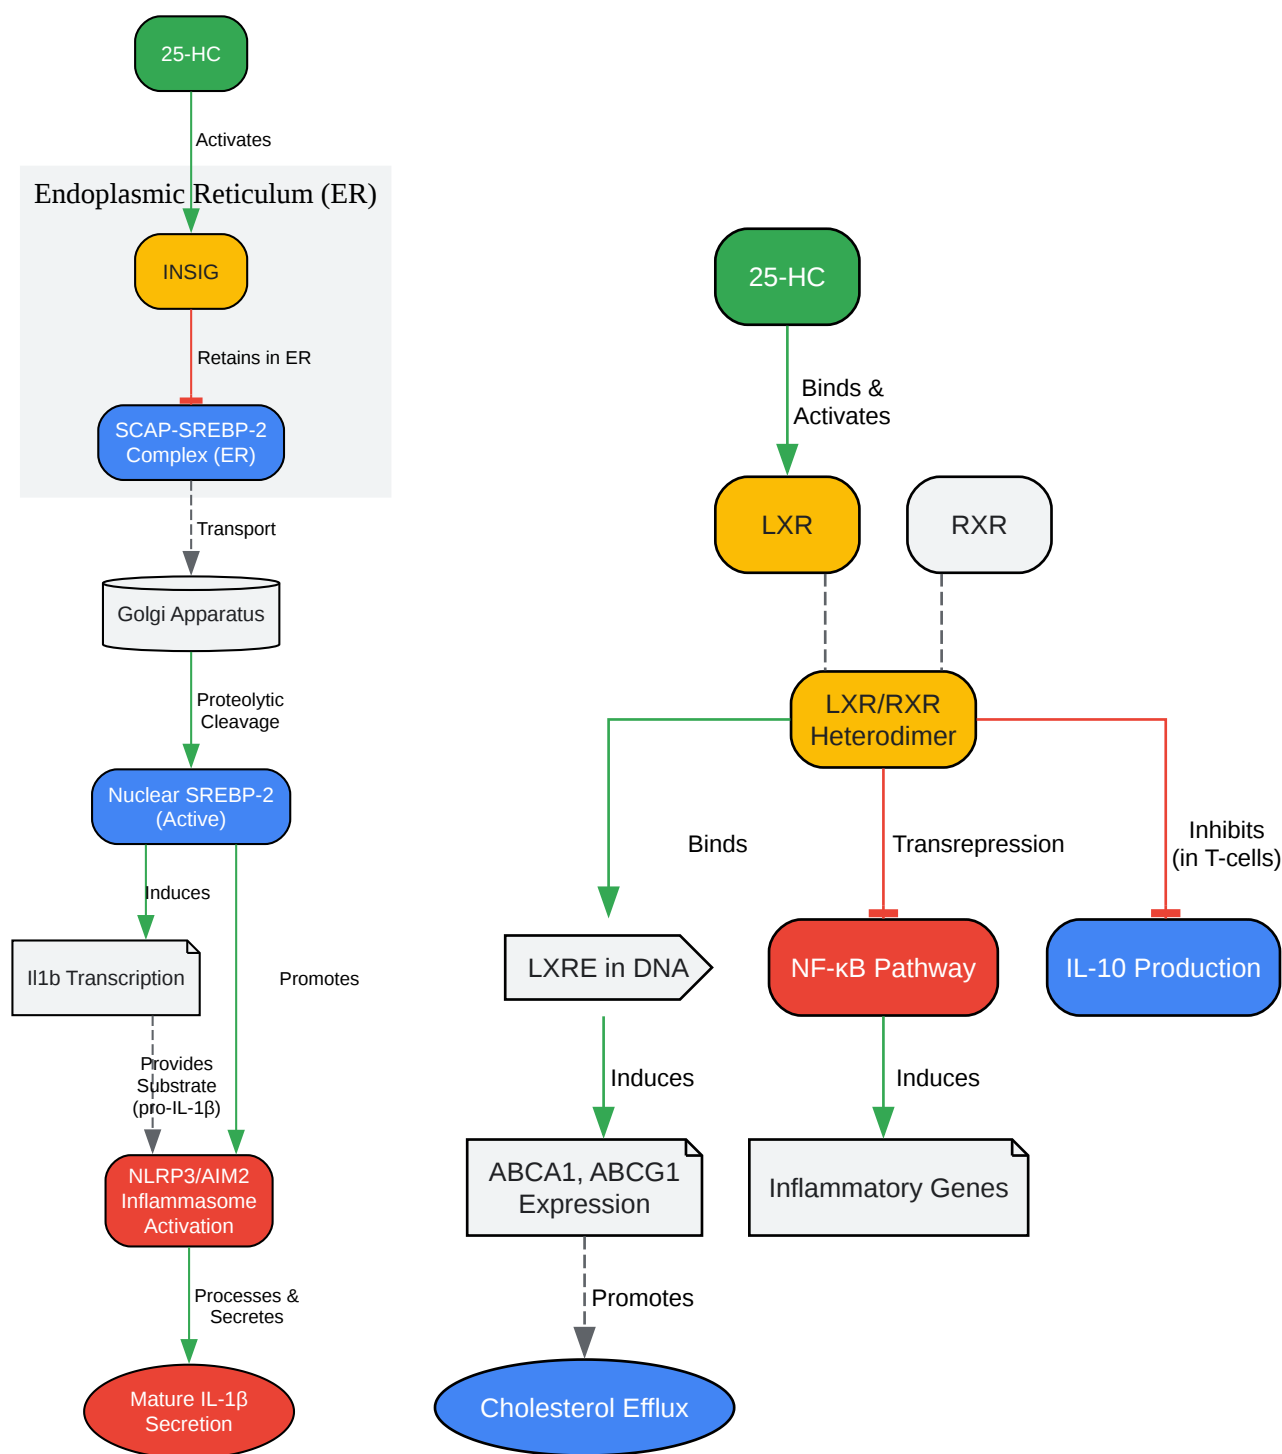 25-HC
Activates
Endoplasmic Reticulum (ER)
INSIG
Retains in ER
SCAP-SREBP-2
Complex (ER)
Transport
Golgi Apparatus
Proteolytic
Cleavage
Nuclear SREBP-2
(Active)
Induces
Il1b Transcription
Promotes
Provides
Substrate
(pro-IL-1β)
NLRP3/AIM2
Inflammasome
Activation
Processes &
Secretes
Mature IL-1β
Secretion
25-HC
Binds &
Activates
LXR
RXR
LXR/RXR
Heterodimer
Binds
Transrepression
Inhibits
(in T-cells)
LXRE in DNA
NF-κB Pathway
IL-10 Production
Induces
Induces
ABCA1, ABCG1
Expression
Inflammatory Genes
Promotes
Cholesterol Efflux